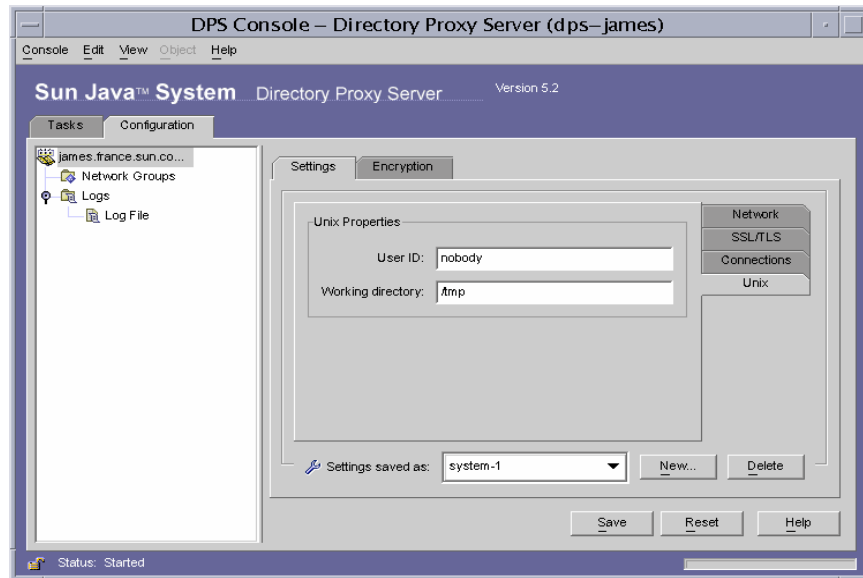 DPS Console – Directory Proxy Server (dps–james)
Console Edit View Object Help
Sun Java™ System Directory Proxy Server Version 5.2
Tasks Configuration
james.france.sun.co...
Network Groups
Logs
Log File
Settings Encryption
Network
SSL/TLS
Connections
Unix
Unix Properties
User ID: nobody
Working directory: /tmp
Settings saved as: system-1 New... Delete
Save Reset Help
Status: Started